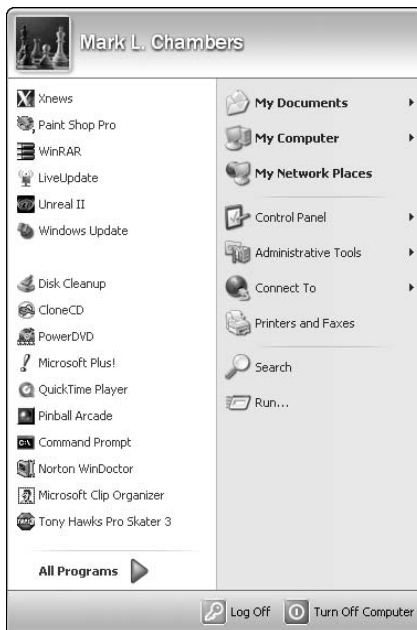 Mark L. Chambers
Xnews
Paint Shop Pro
WinRAR
LiveUpdate
Unreal II
Windows Update
Disk Cleanup
CloneCD
PowerDVD
Microsoft Plus!
QuickTime Player
Pinball Arcade
Command Prompt
Norton WinDoctor
Microsoft Clip Organizer
Tony Hawks Pro Skater 3
All Programs
My Documents
My Computer
My Network Places
Control Panel
Administrative Tools
Connect To
Printers and Faxes
Search
Run...
Log Off
Turn Off Computer